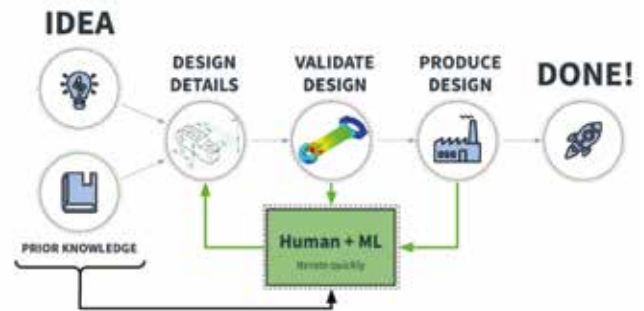 IDEA
DESIGN
DETAILS
VALIDATE
DESIGN
PRODUCE
DESIGN
DONE!
PRIOR KNOWLEDGE
Human + ML
Iterate quickly